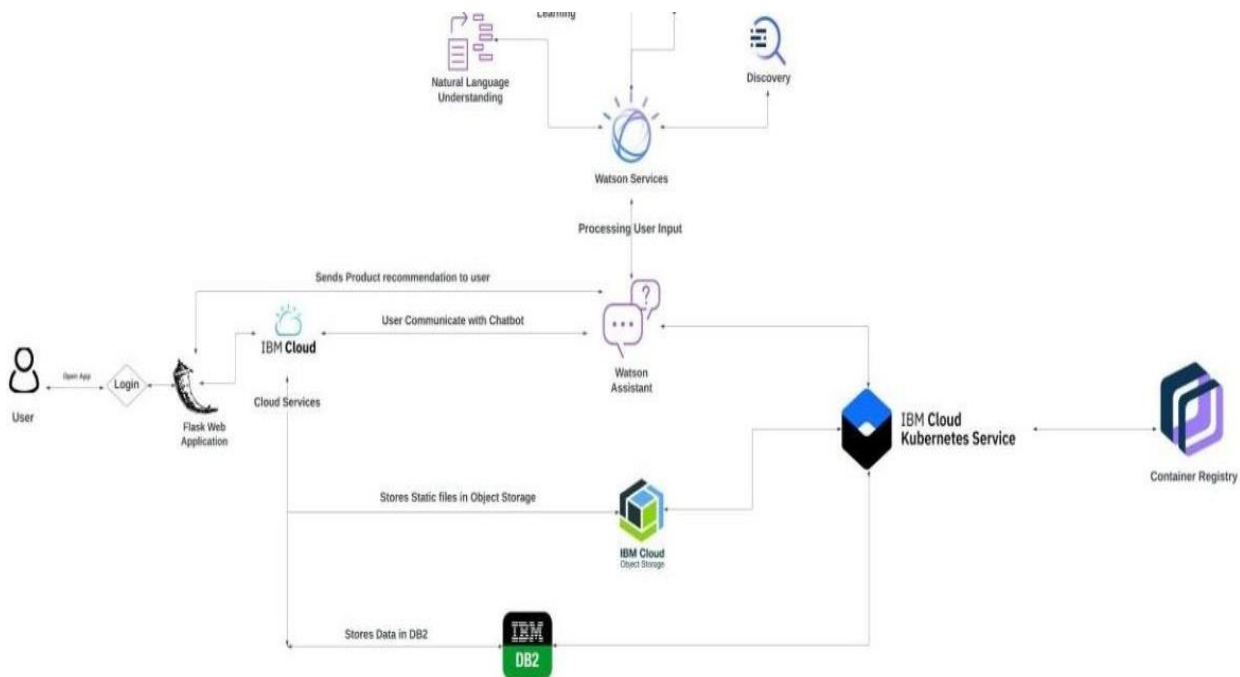 Learning
Natural Language
Understanding
Discovery
Watson Services
Processing User Input
Sends Product recommendation to user
User Communicate with Chatbot
IBM Cloud
Open App
Login
User
Cloud Services
Flask Web
Application
?
Watson
Assistant
IBM Cloud
Kubernetes Service
Container Registry
Stores Static files in Object Storage
IBM Cloud
Object Storage
Stores Data in DB2
IBM
DB2